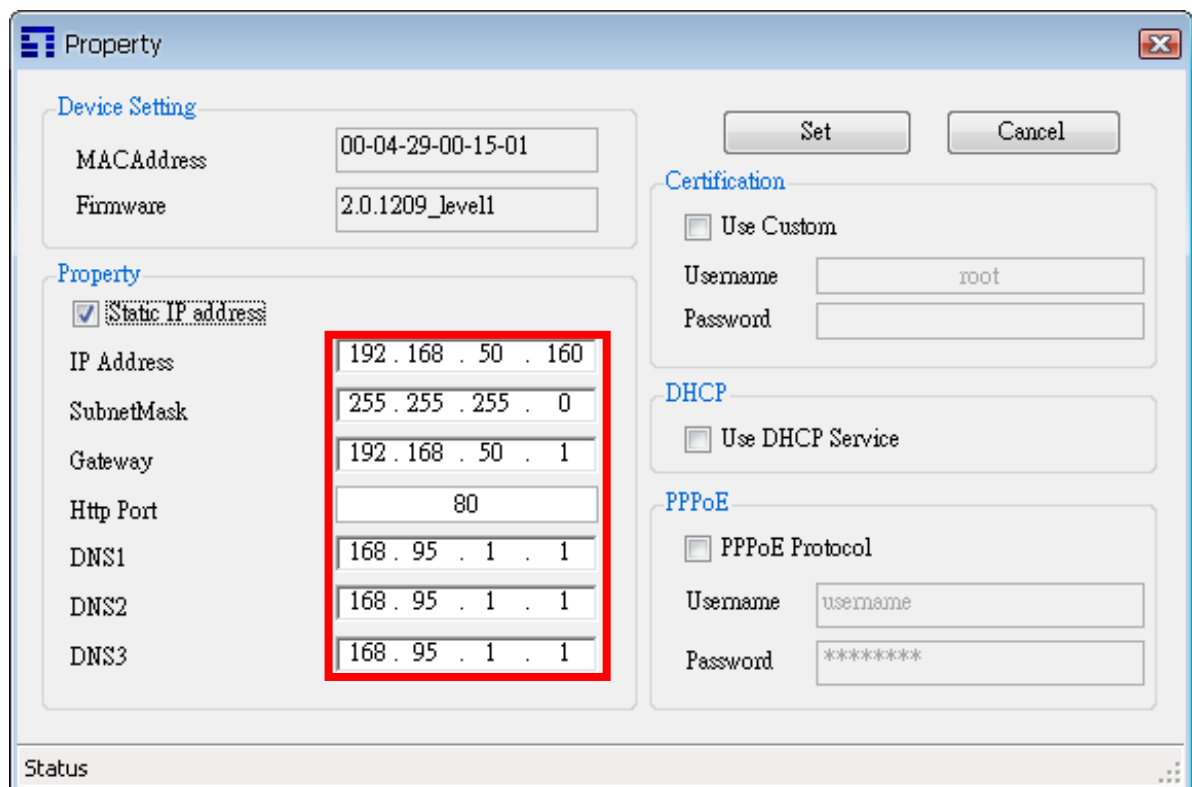 Property
Device Setting
MACAddress 00-04-29-00-15-01
Firmware 2.0.1209_level1
Property
Static IP address
IP Address 192 . 168 . 50 . 160
SubnetMask 255 . 255 . 255 . 0
Gateway 192 . 168 . 50 . 1
Http Port 80
DNS1 168 . 95 . 1 . 1
DNS2 168 . 95 . 1 . 1
DNS3 168 . 95 . 1 . 1
Set Cancel
Certification
Use Custom
Username root
Password
DHCP
Use DHCP Service
PPPoE
PPPoE Protocol
Username username
Password ********
Status